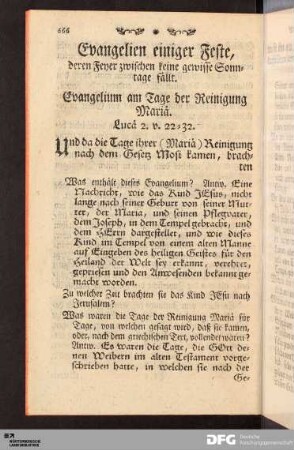 666
Evangelien einiger Feste,
deren Feyer zwischen keine gewisse Sonn-
tage fällt.
Evangelium am Tage der Reinigung
Mariä.
Lucä 2. v. 22-32.
Und da die Tage ihrer (Mariä) Reinigung
nach dem Gesetz Mosi kamen, brach-
ten
Was enthält dieses Evangelium? Antw. Eine
Nachricht, wie das Kind JEsus, nicht
lange nach seiner Geburt von seiner Mut-
ter, der Maria, und seinen Pflegvater,
dem Joseph, in dem Tempel gebracht, und
dem HErrn dargestellet, und wie dieses
Kind im Tempel von einem alten Manne
auf Eingeben des heiligen Geistes für den
Heiland der Welt sey erkannt, verehret,
gepriesen und den Anwesenden bekannt ge-
macht worden.
Zu welcher Zeit brachten sie das Kind JEsu nach
Jerusalem?
Was waren die Tage der Reinigung Mariä für
Tage, von welchen gesagt wird, daß sie kamen,
oder, nach dem griechischen Text, vollendet waren?
Antw. Es waren die Tage, die GOtt de-
nen Weibern im alten Testament vorge-
schrieben hatte, in welchen sie nach der
Ge-
DFG